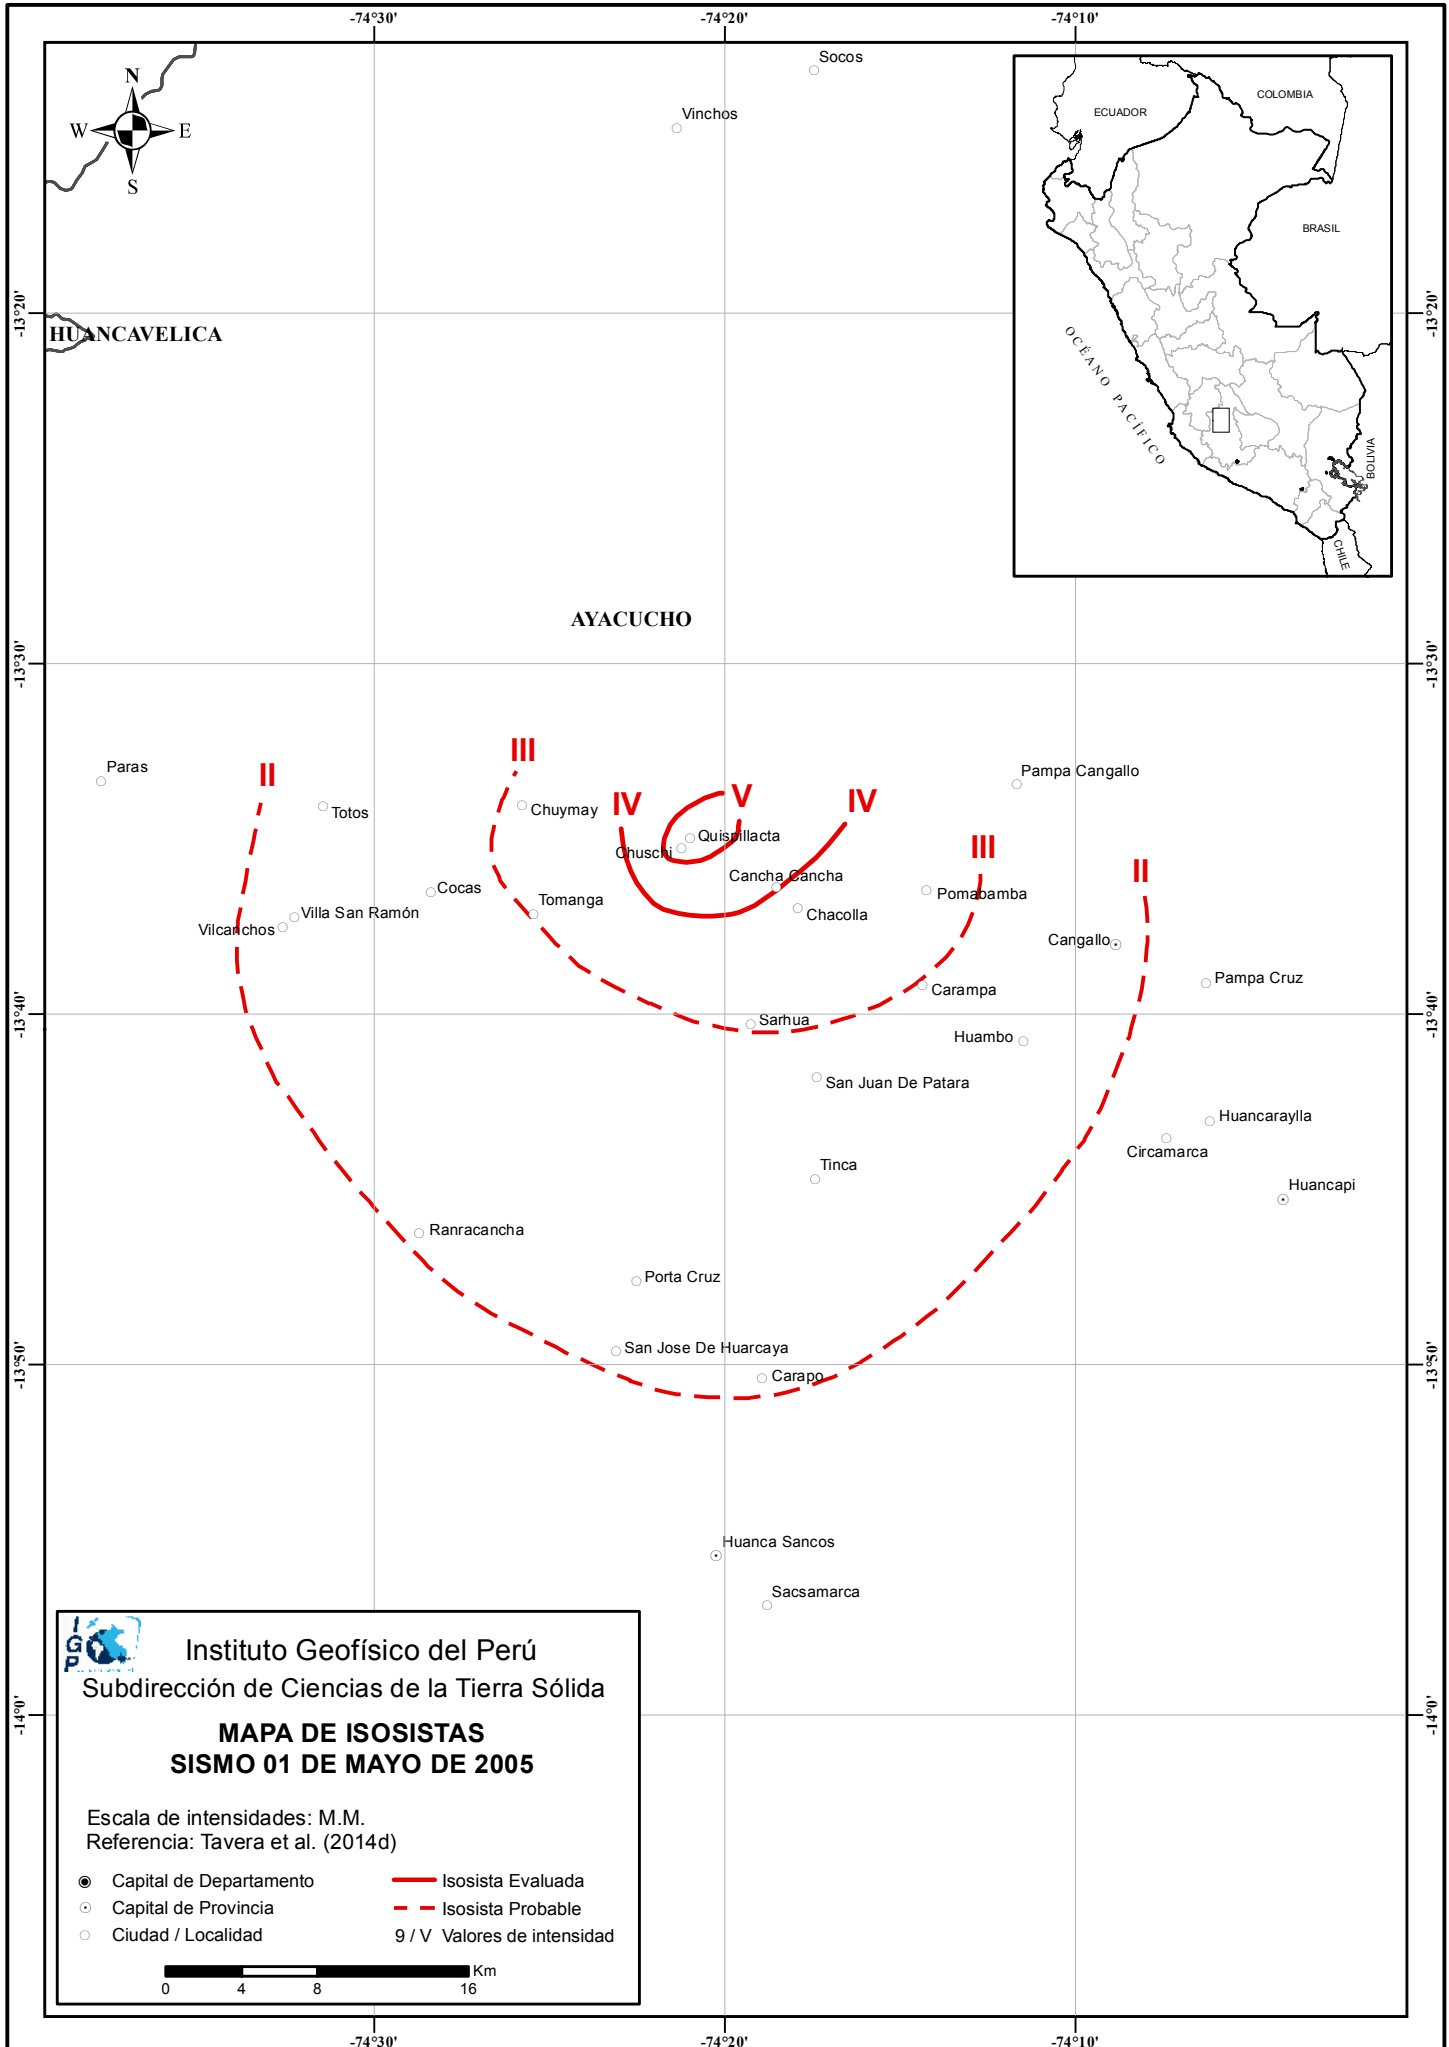 -74°30'
-74°20'
-74°10'
Socos
Vinchos
N
W
E
S
COLOMBIA
ECUADOR
BRASIL
OCÉANO PACÍFICO
BOLIVIA
CHILE
-13°20'
-13°20'
HUANCAVELICA
AYACUCHO
-13°30'
-13°30'
III
Paras
II
Pampa Cangallo
IV
V
IV
Totos
Chuymay
Quispillacta
Chuschi
III
II
Cancha Cancha
Cocas
Pomabamba
Tomanga
Villa San Ramón
Chacolla
Vilcanchos
Cangallo
Pampa Cruz
Carampa
-13°40'
-13°40'
Sarhua
Huambo
San Juan De Patara
Huancaraylla
Circamarca
Tinca
Huancapi
Ranracancha
Porta Cruz
San Jose De Huarcaya
-13°50'
-13°50'
Carapo
Huanca Sancos
Sacsamarca
-14°0'
-14°0'
IGP
Instituto Geofísico del Perú
Subdirección de Ciencias de la Tierra Sólida
MAPA DE ISOSISTAS
SISMO 01 DE MAYO DE 2005
Escala de intensidades: M.M.
Referencia: Tavera et al. (2014d)
Capital de Departamento
Isosista Evaluada
Capital de Provincia
Isosista Probable
Ciudad / Localidad
9 / V Valores de intensidad
Km
0 4 8 16
-74°30'
-74°20'
-74°10'